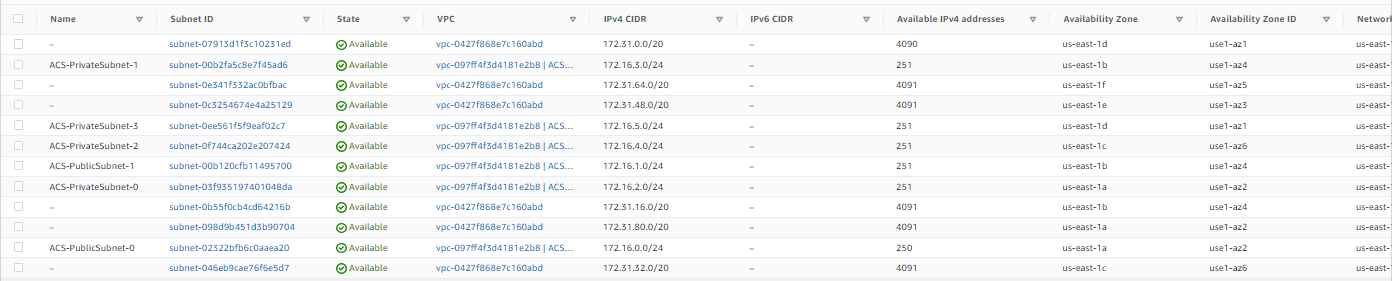 Name Subnet ID State VPC IPv4 CIDR IPv6 CIDR Available IPv4 addresses Availability Zone Availability Zone ID Network
– subnet-07913d1f3c10231ed Available vpc-0427f868e7c160abd 172.31.0.0/20 – 4090 us-east-1d use1-az1 us-east-1
ACS-PrivateSubnet-1 subnet-00b2fa5c8e7f45ad6 Available vpc-097ff4f3d4181e2b8 | ACS... 172.16.3.0/24 – 251 us-east-1b use1-az4 us-east-1
– subnet-0e341f332ac0bfbac Available vpc-0427f868e7c160abd 172.31.64.0/20 – 4091 us-east-1f use1-az5 us-east-1
– subnet-0c3254674e4a25129 Available vpc-0427f868e7c160abd 172.31.48.0/20 – 4091 us-east-1e use1-az3 us-east-1
ACS-PrivateSubnet-3 subnet-0ee561f5f9eaf02c7 Available vpc-097ff4f3d4181e2b8 | ACS... 172.16.5.0/24 – 251 us-east-1d use1-az1 us-east-1
ACS-PrivateSubnet-2 subnet-0f744ca202e207424 Available vpc-097ff4f3d4181e2b8 | ACS... 172.16.4.0/24 – 251 us-east-1c use1-az6 us-east-1
ACS-PublicSubnet-1 subnet-00b120cfb11495700 Available vpc-097ff4f3d4181e2b8 | ACS... 172.16.1.0/24 – 251 us-east-1b use1-az4 us-east-1
ACS-PrivateSubnet-0 subnet-03f935197401048da Available vpc-097ff4f3d4181e2b8 | ACS... 172.16.2.0/24 – 251 us-east-1a use1-az2 us-east-1
– subnet-0b55f0cb4cd64216b Available vpc-0427f868e7c160abd 172.31.16.0/20 – 4091 us-east-1b use1-az4 us-east-1
– subnet-098d9b451d3b90704 Available vpc-0427f868e7c160abd 172.31.80.0/20 – 4091 us-east-1a use1-az2 us-east-1
ACS-PublicSubnet-0 subnet-02322bfb6c0aaea20 Available vpc-097ff4f3d4181e2b8 | ACS... 172.16.0.0/24 – 250 us-east-1a use1-az2 us-east-1
– subnet-046eb9cae76f6e5d7 Available vpc-0427f868e7c160abd 172.31.32.0/20 – 4091 us-east-1c use1-az6 us-east-1